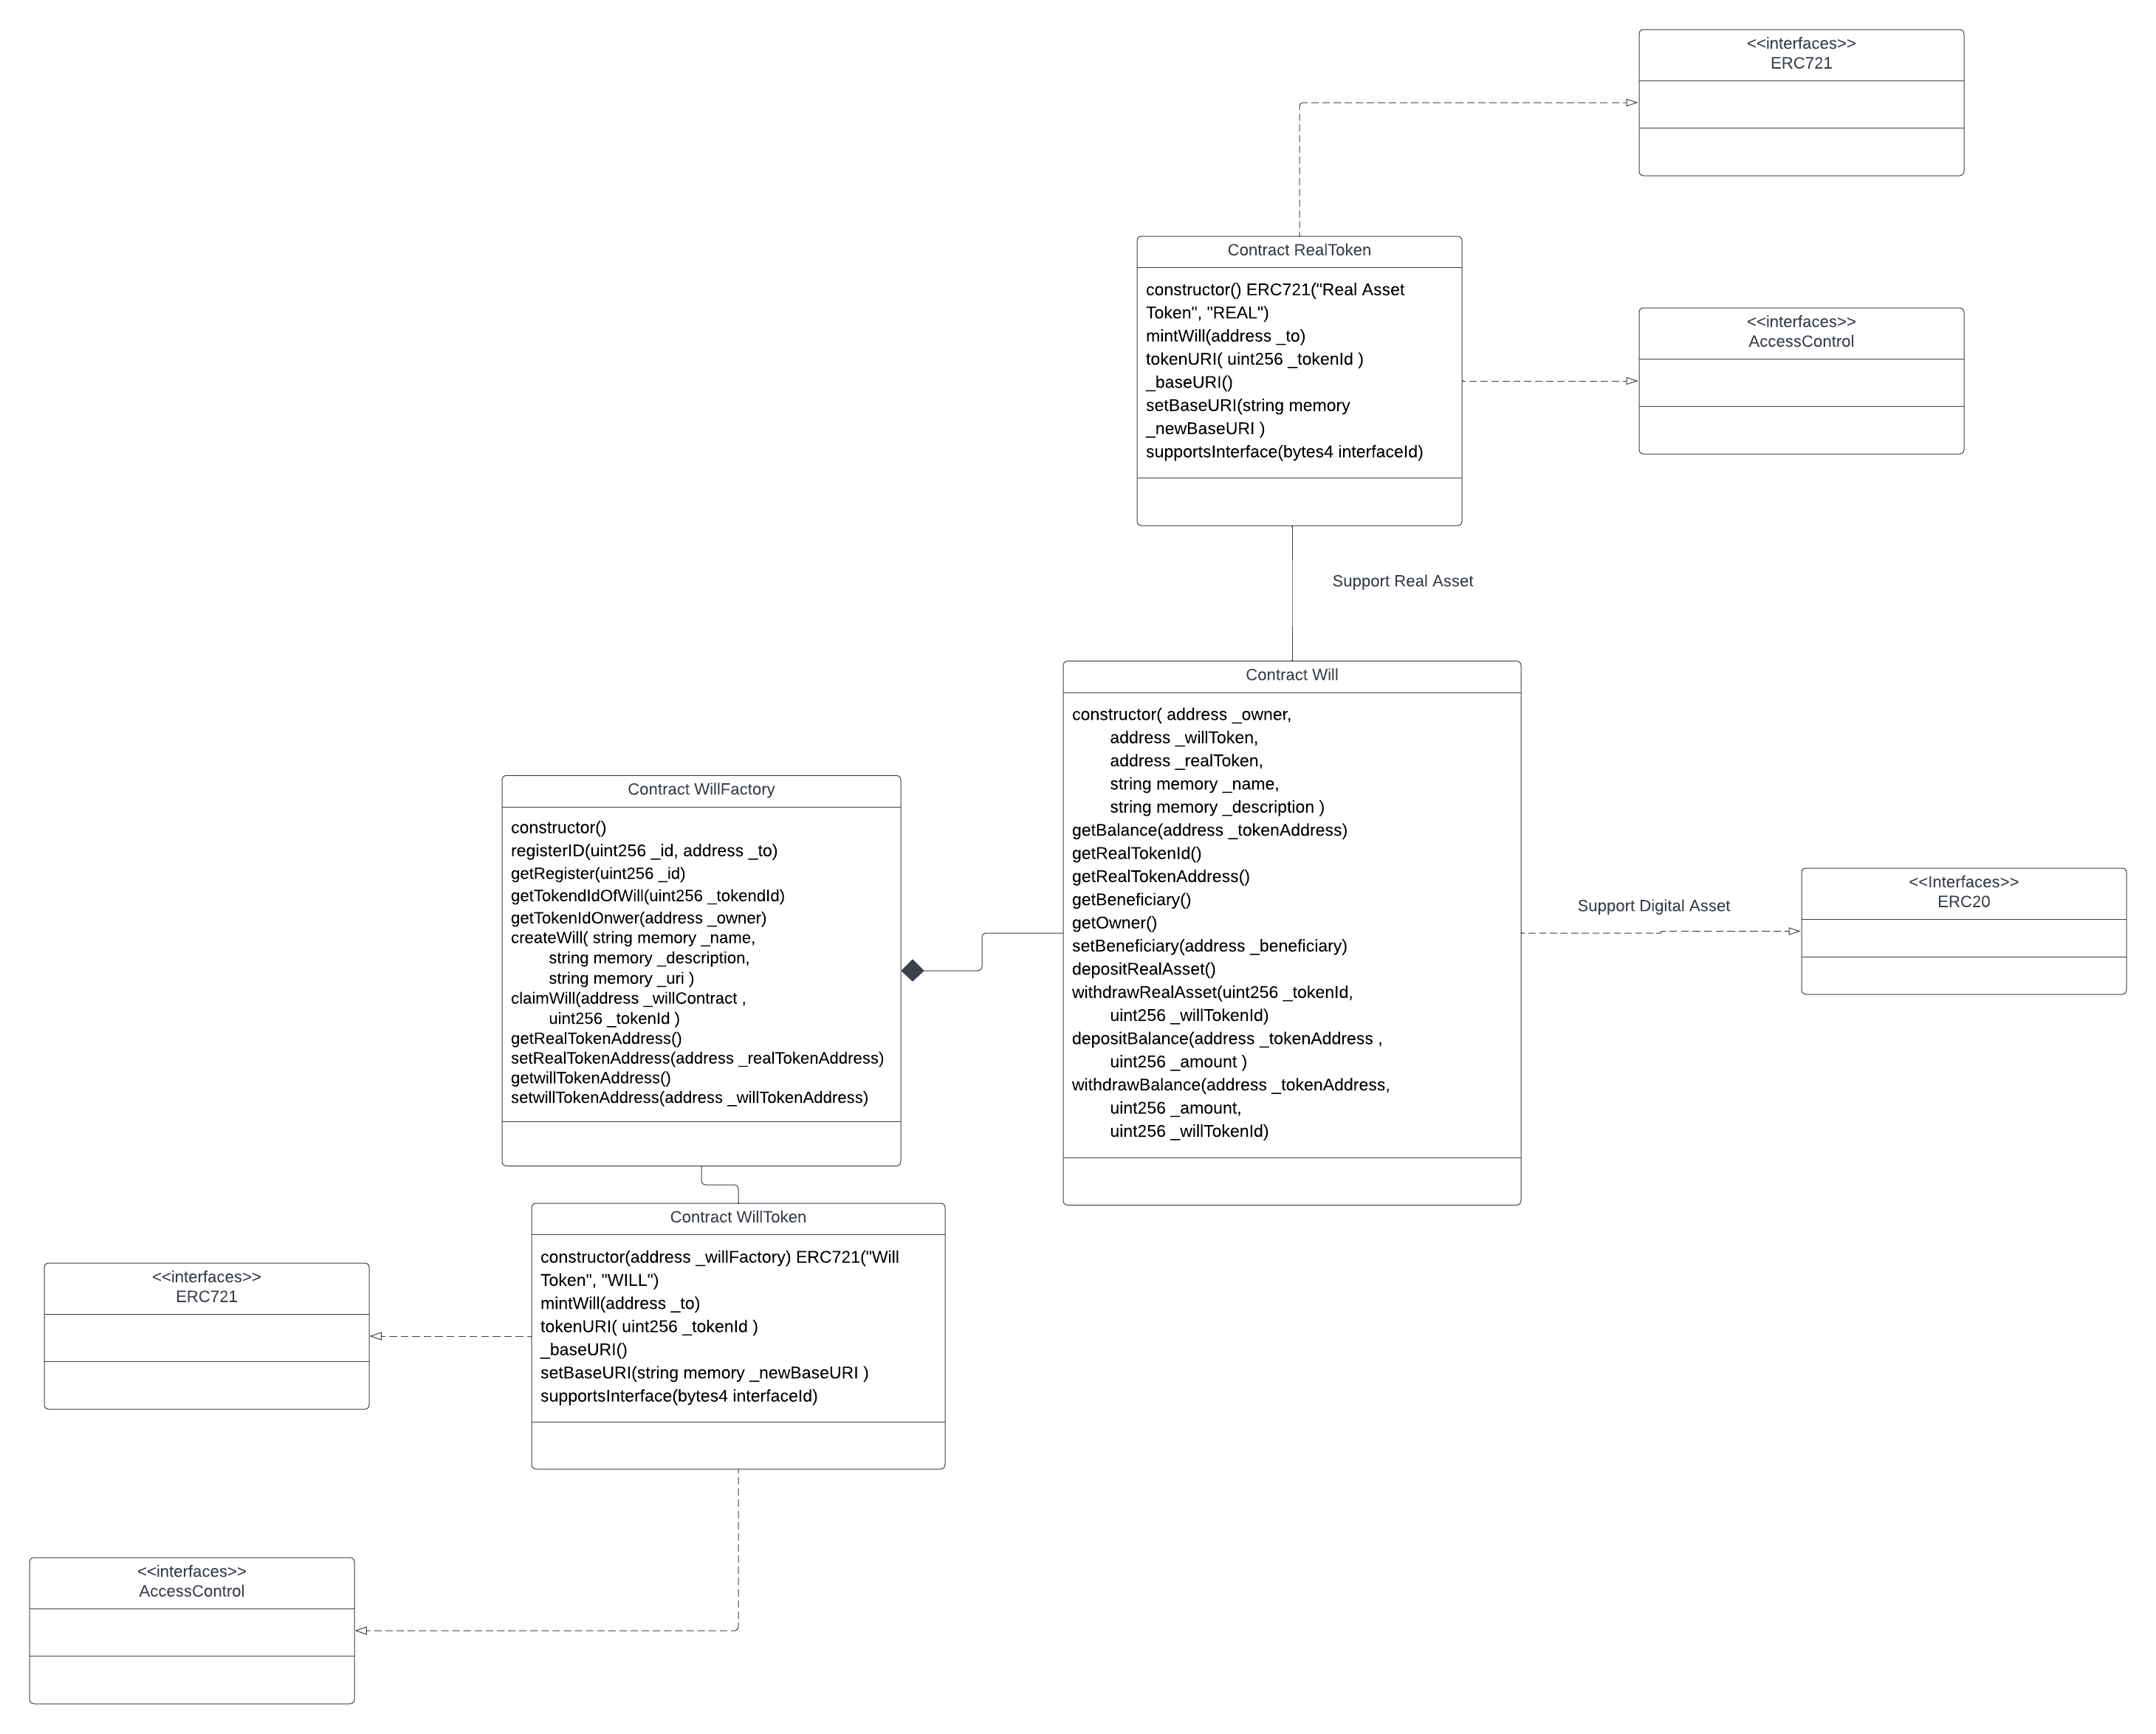 <<interfaces>>
ERC721
Contract RealToken
constructor() ERC721("Real Asset
Token", "REAL")
mintWill(address _to)
tokenURI( uint256 _tokenId )
_baseURI()
setBaseURI(string memory
_newBaseURI )
supportsInterface(bytes4 interfaceId)
<<interfaces>>
AccessControl
Support Real Asset
Contract Will
constructor( address _owner,
address _willToken,
address _realToken,
string memory _name,
string memory _description )
getBalance(address _tokenAddress)
getRealTokenId()
getRealTokenAddress()
getBeneficiary()
getOwner()
setBeneficiary(address _beneficiary)
depositRealAsset()
withdrawRealAsset(uint256 _tokenId,
uint256 _willTokenId)
depositBalance(address _tokenAddress ,
uint256 _amount )
withdrawBalance(address _tokenAddress,
uint256 _amount,
uint256 _willTokenId)
Contract WillFactory
constructor()
registerID(uint256 _id, address _to)
getRegister(uint256 _id)
getTokendIdOfWill(uint256 _tokendId)
getTokenIdOnwer(address _owner)
createWill( string memory _name,
string memory _description,
string memory _uri )
claimWill(address _willContract ,
uint256 _tokenId )
getRealTokenAddress()
setRealTokenAddress(address _realTokenAddress)
getwillTokenAddress()
setwillTokenAddress(address _willTokenAddress)
Support Digital Asset
<<Interfaces>>
ERC20
Contract WillToken
constructor(address _willFactory) ERC721("Will
Token", "WILL")
mintWill(address _to)
tokenURI( uint256 _tokenId )
_baseURI()
setBaseURI(string memory _newBaseURI )
supportsInterface(bytes4 interfaceId)
<<interfaces>>
ERC721
<<interfaces>>
AccessControl